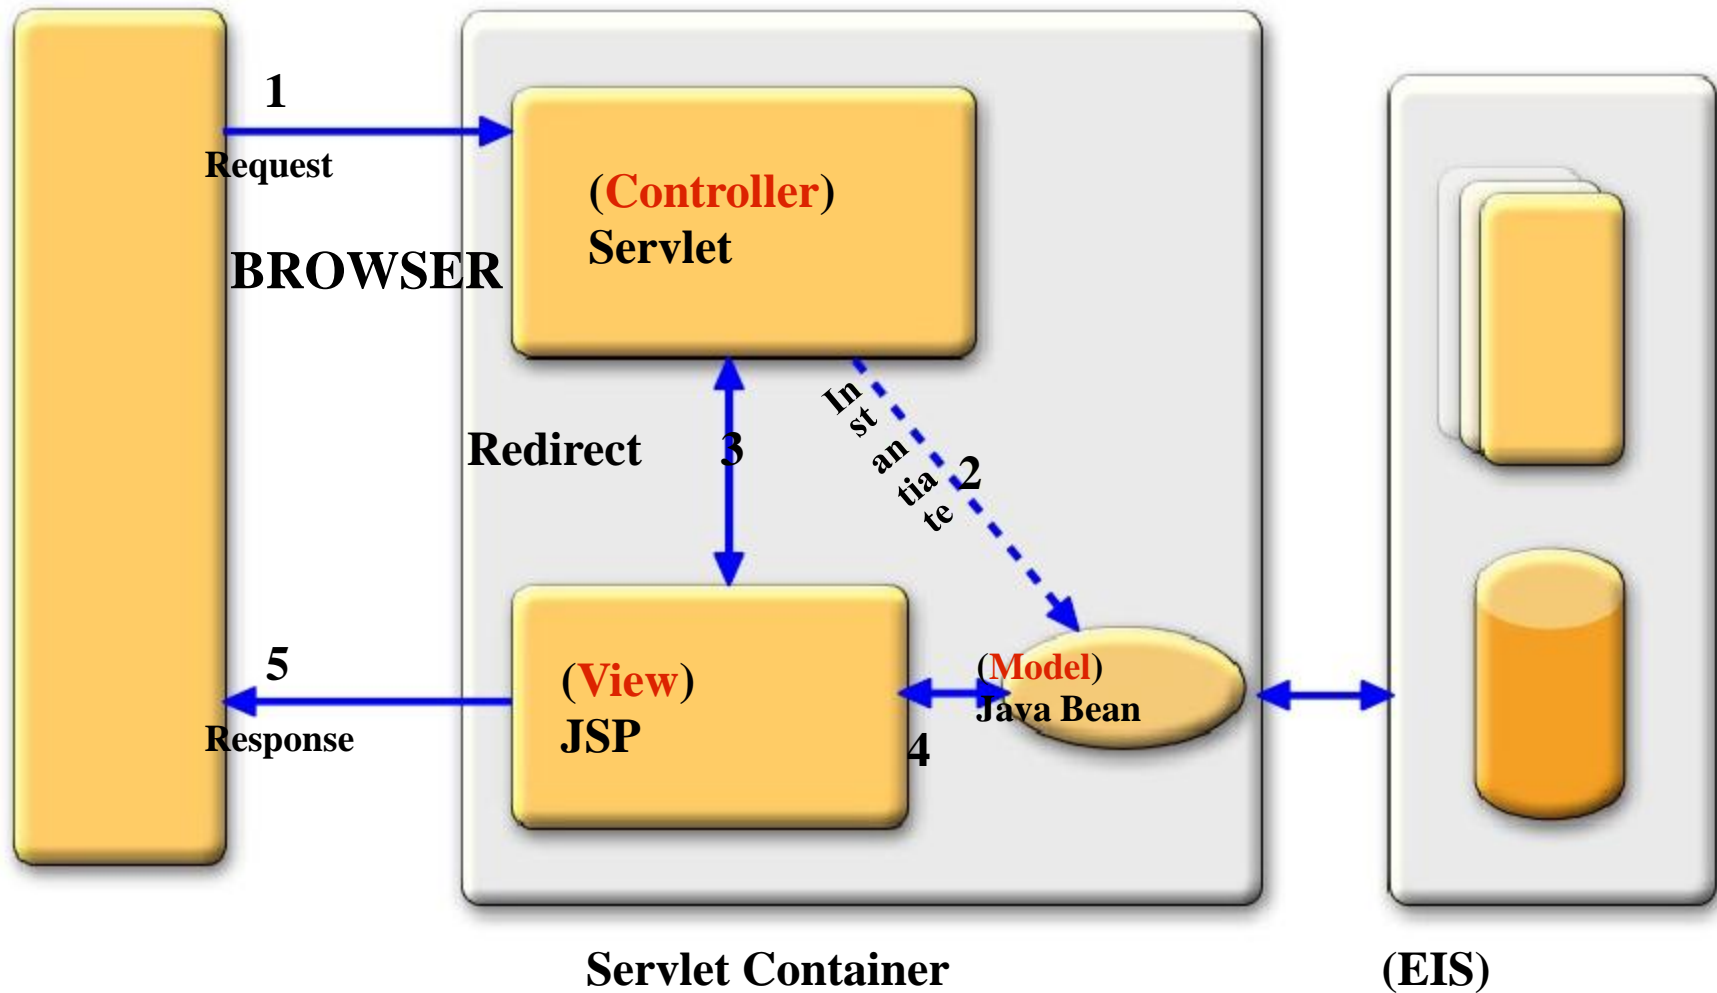 1
Request
(Controller)
Servlet
BROWSER
In
st
an
tia
te
Redirect
3
2
5
(View)
JSP
(Model)
Java Bean
Response
4
Servlet Container
(EIS)